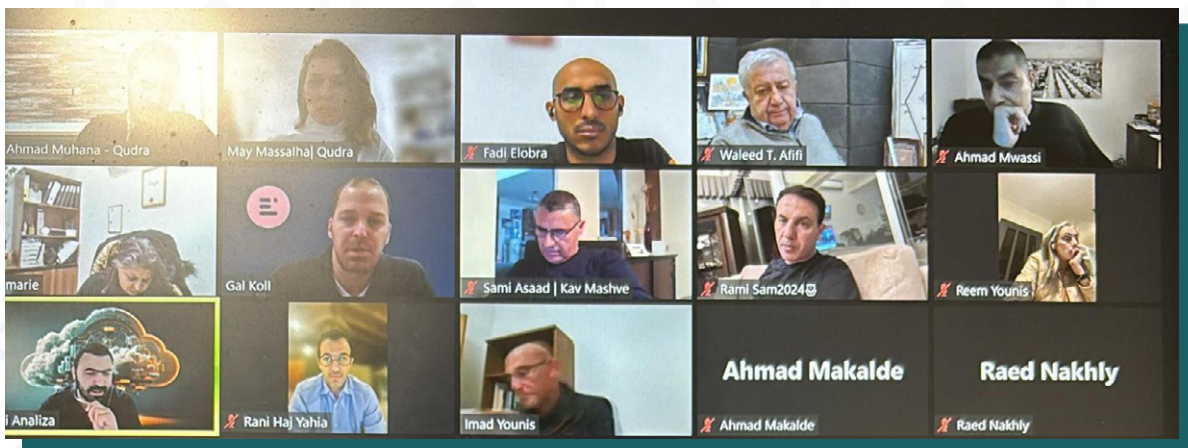 Ahmad Muhana - Qudra
May Massalha| Qudra
Fadi Elobra
Waleed T. Afifi
Ahmad Mwassi
marie
Gal Koll
Sami Asaad | Kav Mashve
Rami Sam2024
Reem Younis
i Analiza
Rani Haj Yahia
Imad Younis
Ahmad Makalde
Ahmad Makalde
Raed Nakhly
Raed Nakhly